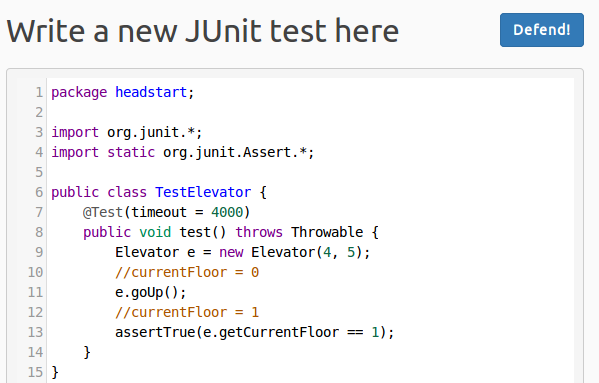 Write a new JUnit test here
Defend!
1 package headstart;
2
3 import org.junit.*;
4 import static org.junit.Assert.*;
5
6 public class TestElevator {
7     @Test(timeout = 4000)
8     public void test() throws Throwable {
9         Elevator e = new Elevator(4, 5);
10         //currentFloor = 0
11         e.goUp();
12         //currentFloor = 1
13         assertTrue(e.getCurrentFloor == 1);
14     }
15 }